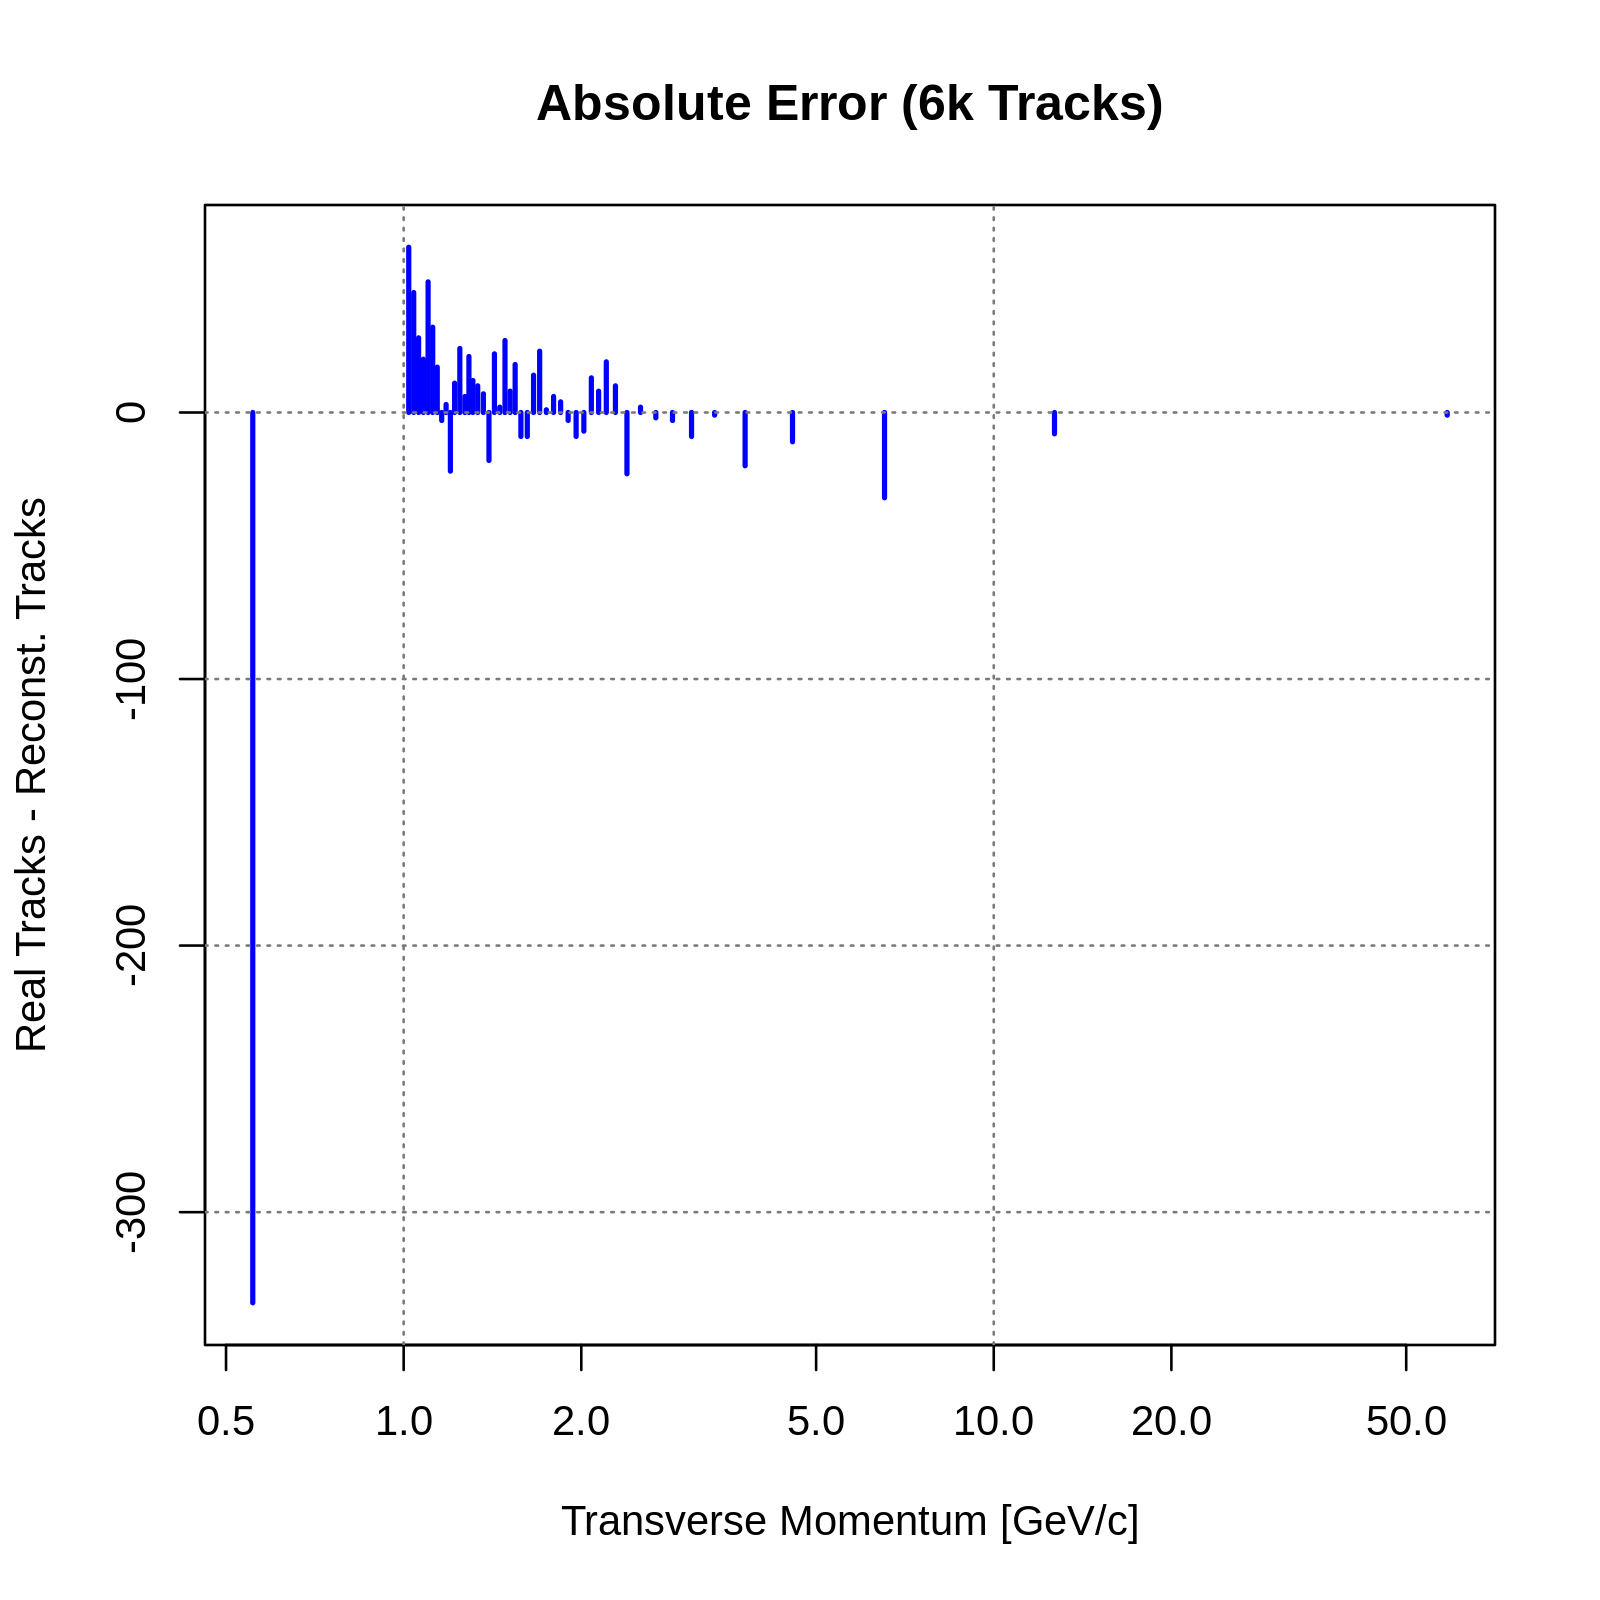 Absolute Error (6k Tracks)
Real Tracks - Reconst. Tracks
0
-100
-200
-300
0.5 1.0 2.0 5.0 10.0 20.0 50.0
Transverse Momentum [GeV/c]